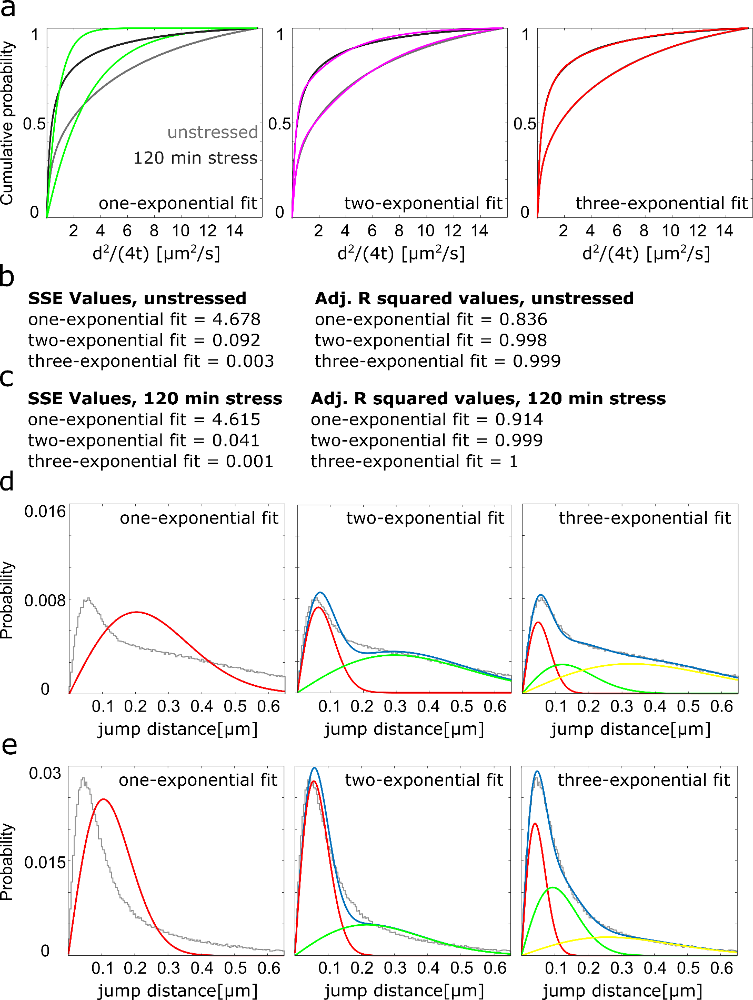 a
Cumulative probability
1
0.5
0
unstressed
120 min stress
one-exponential fit
2 4 6 8 10 12 14
d²/(4t) [µm²/s]
1
0.5
0
two-exponential fit
2 4 6 8 10 12 14
d²/(4t) [µm²/s]
1
0.5
0
three-exponential fit
2 4 6 8 10 12 14
d²/(4t) [µm²/s]
b
SSE Values, unstressed
one-exponential fit = 4.678
two-exponential fit = 0.092
three-exponential fit = 0.003
Adj. R squared values, unstressed
one-exponential fit = 0.836
two-exponential fit = 0.998
three-exponential fit = 0.999
c
SSE Values, 120 min stress
one-exponential fit = 4.615
two-exponential fit = 0.041
three-exponential fit = 0.001
Adj. R squared values, 120 min stress
one-exponential fit = 0.914
two-exponential fit = 0.999
three-exponential fit = 1
d
Probability
0.016
0.008
0
one-exponential fit
0.1 0.2 0.3 0.4 0.5 0.6
jump distance[µm]
two-exponential fit
0.1 0.2 0.3 0.4 0.5 0.6
jump distance[µm]
three-exponential fit
0.1 0.2 0.3 0.4 0.5 0.6
jump distance[µm]
e
Probability
0.03
0.015
0
one-exponential fit
0.1 0.2 0.3 0.4 0.5 0.6
jump distance[µm]
two-exponential fit
0.1 0.2 0.3 0.4 0.5 0.6
jump distance[µm]
three-exponential fit
0.1 0.2 0.3 0.4 0.5 0.6
jump distance[µm]